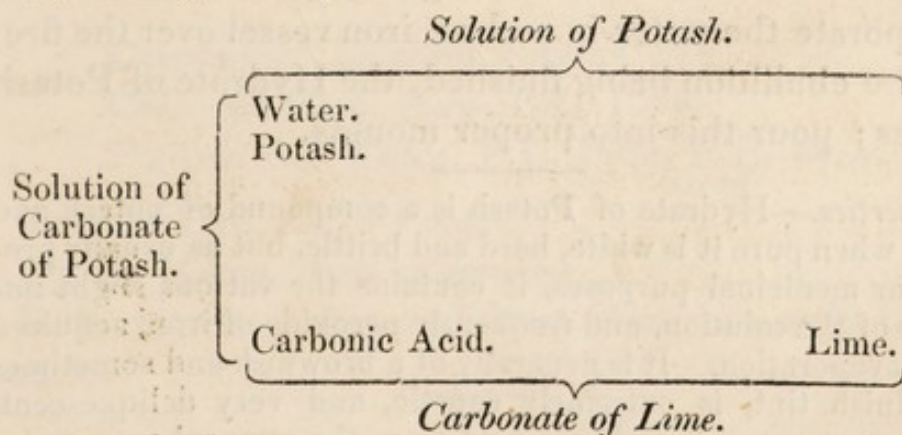 Solution of Potash.
Water.
Potash.
Solution of
Carbonate
of Potash.
Carbonic Acid.
Lime.
Carbonate of Lime.